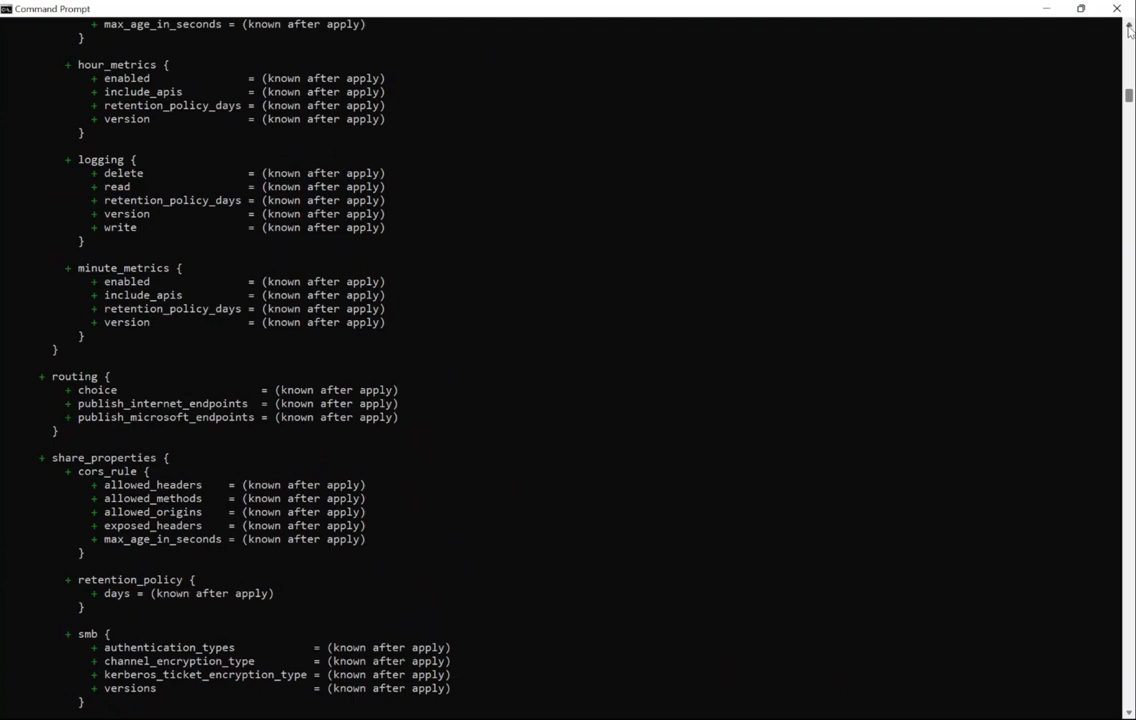 Command Prompt
+ max_age_in_seconds = (known after apply)
}
+ hour_metrics {
+ enabled = (known after apply)
+ include_apis = (known after apply)
+ retention_policy_days = (known after apply)
+ version = (known after apply)
}
+ logging {
+ delete = (known after apply)
+ read = (known after apply)
+ retention_policy_days = (known after apply)
+ version = (known after apply)
+ write = (known after apply)
}
+ minute_metrics {
+ enabled = (known after apply)
+ include_apis = (known after apply)
+ retention_policy_days = (known after apply)
+ version = (known after apply)
}
}
+ routing {
+ choice = (known after apply)
+ publish_internet_endpoints = (known after apply)
+ publish_microsoft_endpoints = (known after apply)
}
+ share_properties {
+ cors_rule {
+ allowed_headers = (known after apply)
+ allowed_methods = (known after apply)
+ allowed_origins = (known after apply)
+ exposed_headers = (known after apply)
+ max_age_in_seconds = (known after apply)
}
+ retention_policy {
+ days = (known after apply)
}
+ smb {
+ authentication_types = (known after apply)
+ channel_encryption_type = (known after apply)
+ kerberos_ticket_encryption_type = (known after apply)
+ versions = (known after apply)
}